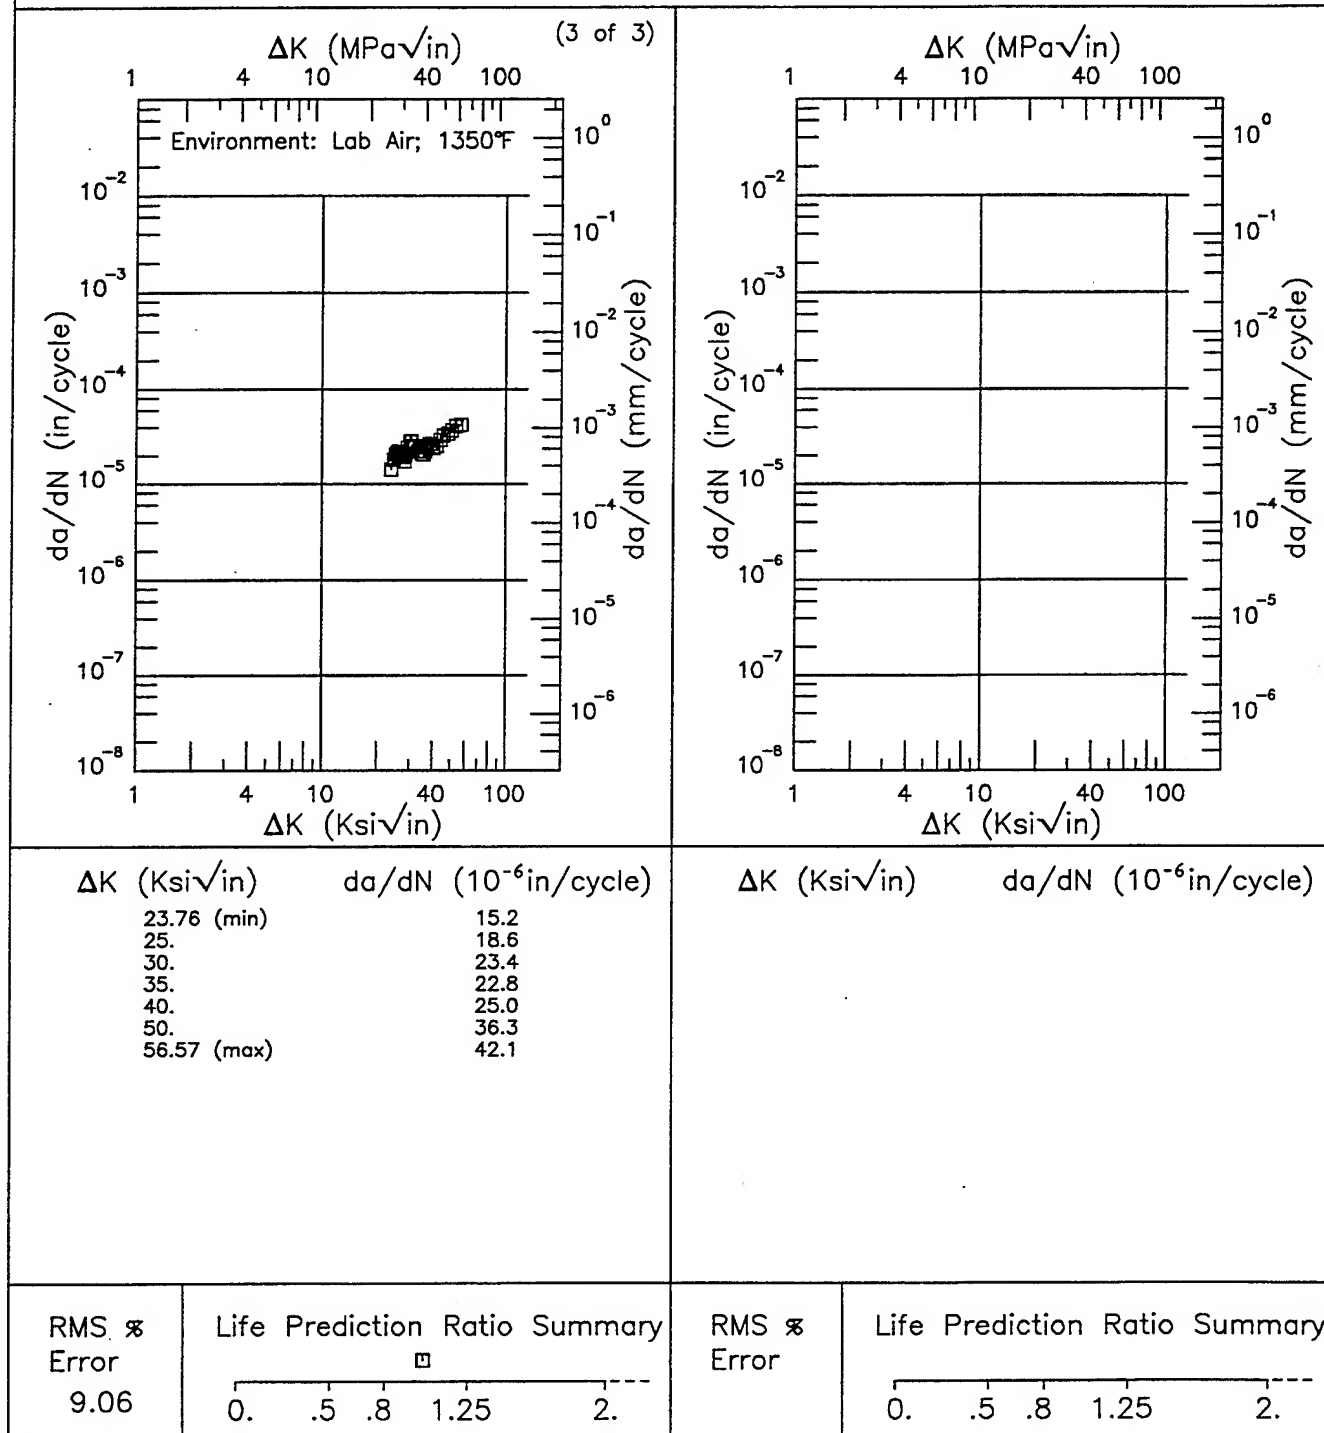 (3 of 3)
ΔK (MPa√in)
1 4 10 40 100
Environment: Lab Air; 1350°F
10⁰
10⁻²
10⁻¹
10⁻³
10⁻²
10⁻⁴
10⁻³
10⁻⁵
10⁻⁴
10⁻⁶
10⁻⁵
10⁻⁷
10⁻⁶
10⁻⁸
da/dN (in/cycle)
da/dN (mm/cycle)
1 4 10 40 100
ΔK (Ksi√in)
ΔK (MPa√in)
1 4 10 40 100
10⁰
10⁻²
10⁻¹
10⁻³
10⁻²
10⁻⁴
10⁻³
10⁻⁵
10⁻⁴
10⁻⁶
10⁻⁵
10⁻⁷
10⁻⁶
10⁻⁸
da/dN (in/cycle)
da/dN (mm/cycle)
1 4 10 40 100
ΔK (Ksi√in)
ΔK (Ksi√in) da/dN (10⁻⁶in/cycle)
23.76 (min) 15.2
25. 18.6
30. 23.4
35. 22.8
40. 25.0
50. 36.3
56.57 (max) 42.1
ΔK (Ksi√in) da/dN (10⁻⁶in/cycle)
RMS %
Error
9.06
Life Prediction Ratio Summary
0. .5 .8 1.25 2.
RMS %
Error
Life Prediction Ratio Summary
0. .5 .8 1.25 2.